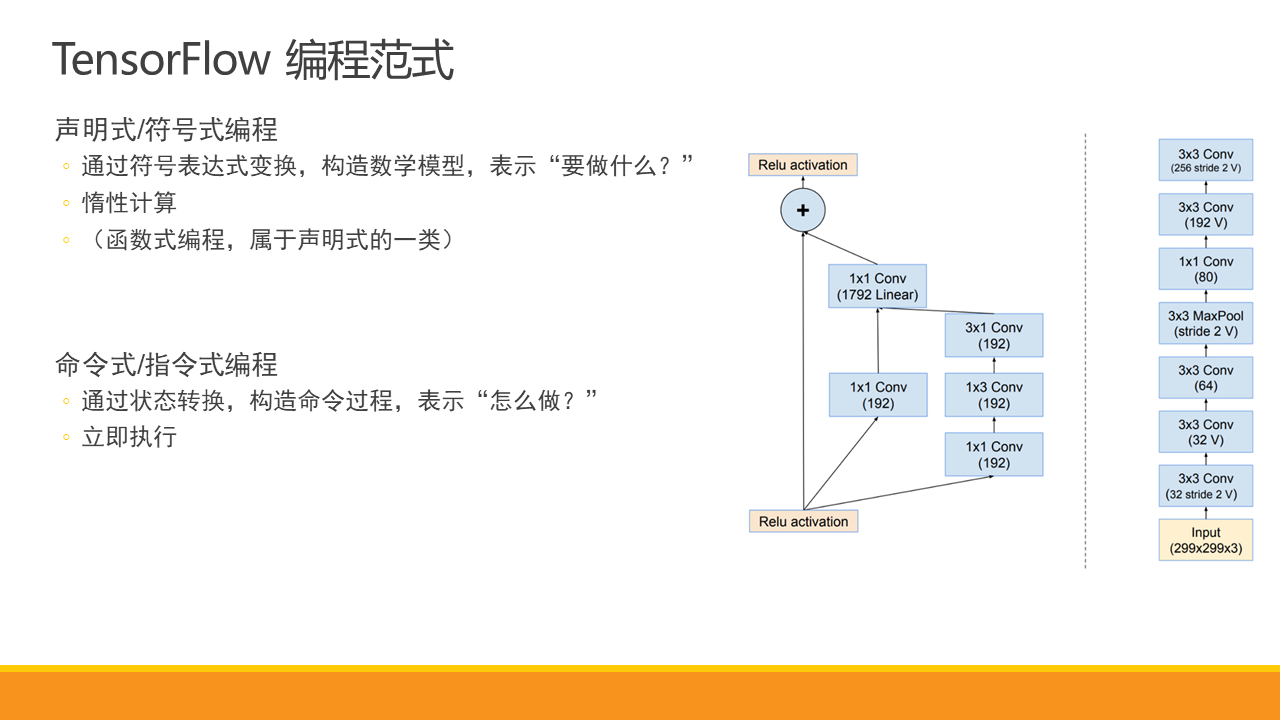 TensorFlow 编程范式
声明式/符号式编程
通过符号表达式变换，构造数学模型，表示“要做什么？”
惰性计算
（函数式编程，属于声明式的一类）
命令式/指令式编程
通过状态转换，构造命令过程，表示“怎么做？”
立即执行
Relu activation
+
1x1 Conv
(1792 Linear)
3x1 Conv
(192)
1x1 Conv
(192)
1x3 Conv
(192)
1x1 Conv
(192)
Relu activation
3x3 Conv
(256 stride 2 V)
3x3 Conv
(192 V)
1x1 Conv
(80)
3x3 MaxPool
(stride 2 V)
3x3 Conv
(64)
3x3 Conv
(32 V)
3x3 Conv
(32 stride 2 V)
Input
(299x299x3)